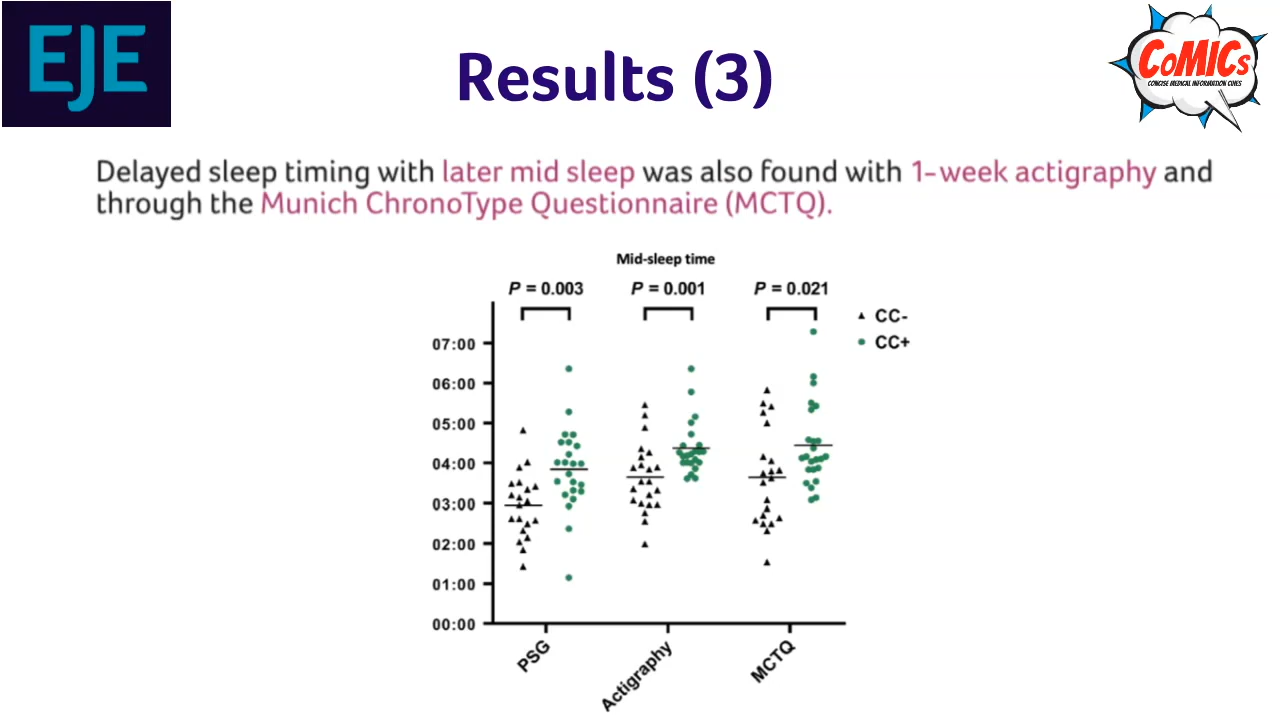 EJE
Results (3)
CoMICs
CONCISE MEDICAL INFORMATION CINES
Delayed sleep timing with later mid sleep was also found with 1-week actigraphy and
through the Munich ChronoType Questionnaire (MCTQ).
Mid-sleep time
P = 0.003
P = 0.001
P = 0.021
CC-
CC+
07:00
06:00
05:00
04:00
03:00
02:00
01:00
00:00
PSG
Actigraphy
MCTQ